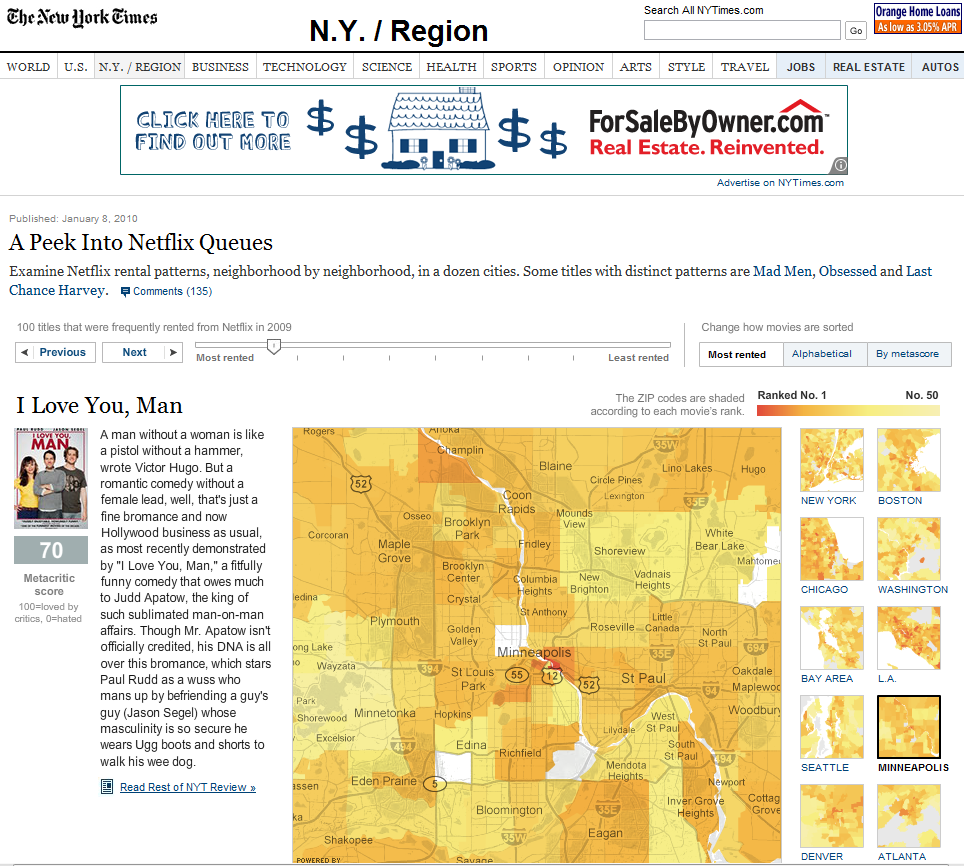 The New York Times
N.Y. / Region
Search All NYTimes.com
Go
Orange Home Loans
As low as 3.05% APR
WORLD U.S. N.Y. / REGION BUSINESS TECHNOLOGY SCIENCE HEALTH SPORTS OPINION ARTS STYLE TRAVEL JOBS REAL ESTATE AUTOS
CLICK HERE TO
FIND OUT MORE
$ $ $ $
ForSaleByOwner.com™
Real Estate. Reinvented.
Advertise on NYTimes.com
Published: January 8, 2010
A Peek Into Netflix Queues
Examine Netflix rental patterns, neighborhood by neighborhood, in a dozen cities. Some titles with distinct patterns are Mad Men, Obsessed and Last
Chance Harvey. Comments (135)
100 titles that were frequently rented from Netflix in 2009
Previous Next
Most rented Least rented
Change how movies are sorted
Most rented Alphabetical By metascore
I Love You, Man
The ZIP codes are shaded
according to each movie's rank.
Ranked No. 1 No. 50
PAUL RUDD JASON SEGEL
I LOVE YOU,
MAN
70
Metacritic
score
100=loved by
critics, 0=hated
A man without a woman is like
a pistol without a hammer,
wrote Victor Hugo. But a
romantic comedy without a
female lead, well, that's just a
fine bromance and now
Hollywood business as usual,
as most recently demonstrated
by "I Love You, Man," a fitfully
funny comedy that owes much
to Judd Apatow, the king of
such sublimated man-on-man
affairs. Though Mr. Apatow isn't
officially credited, his DNA is all
over this bromance, which stars
Paul Rudd as a wuss who
mans up by befriending a guy's
guy (Jason Segel) whose
masculinity is so secure he
wears Ugg boots and shorts to
walk his wee dog.
Read Rest of NYT Review »
Rogers
Anoka
Champlin
35W
52
Blaine
Lino Lakes
Hugo
Circle Pines
Lexington
35E
Coon
Rapids
Osseo
Brooklyn
Park
Mounds
View
Corcoran
Maple
Grove
Fridley
Shoreview
White
Bear Lake
Mahtomed
Brooklyn
Center
Columbia
Heights
New
Brighton
Vadnais
Heights
edina
Crystal
St Anthony
Plymouth
Golden
Valley
Roseville
Little
Canada
North
St Paul
ong Lake
Minneapolis
35E
694
Wayzata
394
St Louis
Park
55
12
52
St Paul
Oakdale
Maplewoo
94
Park
Shorewood
Minnetonka
Hopkins
West
St Paul
Woodbury
Excelsior
494
Edina
Richfield
Lilydale
South
St Paul
494
Eden Prairie
5
Mendota
Heights
Newport
assen
Bloomington
35E
Inver Grove
Heights
Cottag
Grove
Shakopee
35W
Eagan
Savage
POWERED BY
NEW YORK BOSTON
CHICAGO WASHINGTON
BAY AREA L.A.
SEATTLE MINNEAPOLIS
DENVER ATLANTA